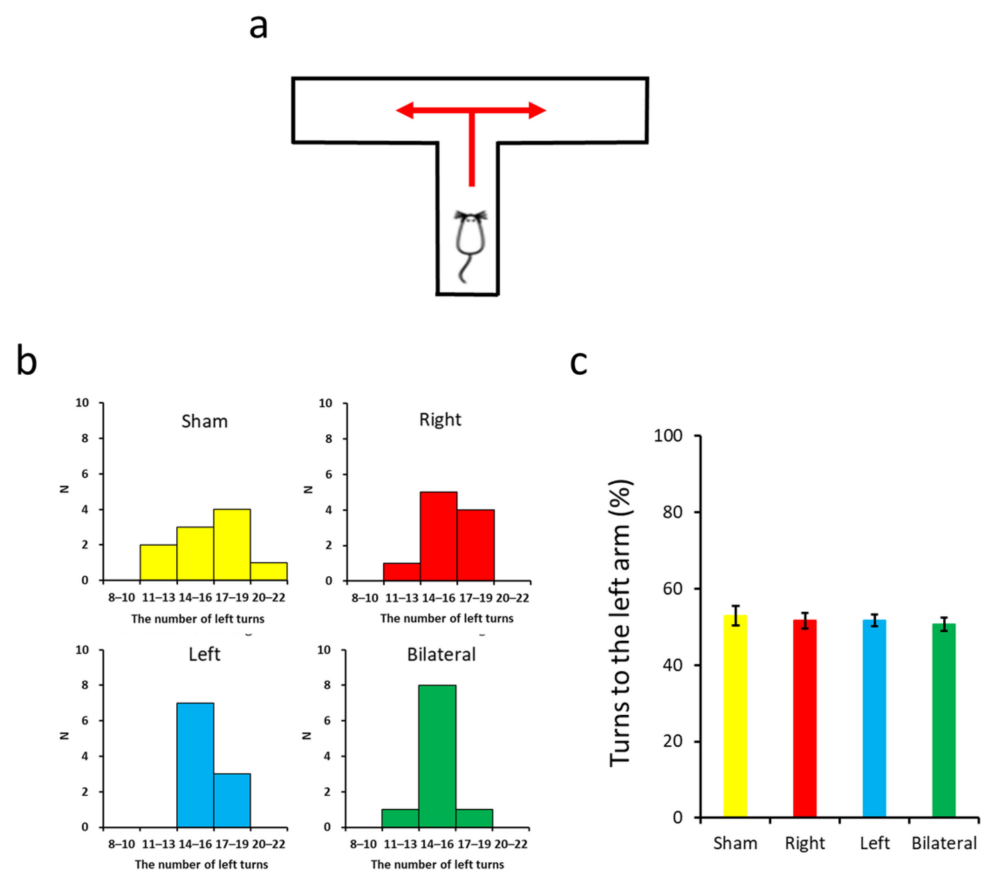 a
b
c
Sham
10
8
6
4
2
0
N
8–10 11–13 14–16 17–19 20–22
The number of left turns
Right
10
8
6
4
2
0
N
8–10 11–13 14–16 17–19 20–22
The number of left turns
Left
10
8
6
4
2
0
N
8–10 11–13 14–16 17–19 20–22
The number of left turns
Bilateral
10
8
6
4
2
0
N
8–10 11–13 14–16 17–19 20–22
The number of left turns
Turns to the left arm (%)
100
80
60
40
20
0
Sham Right Left Bilateral